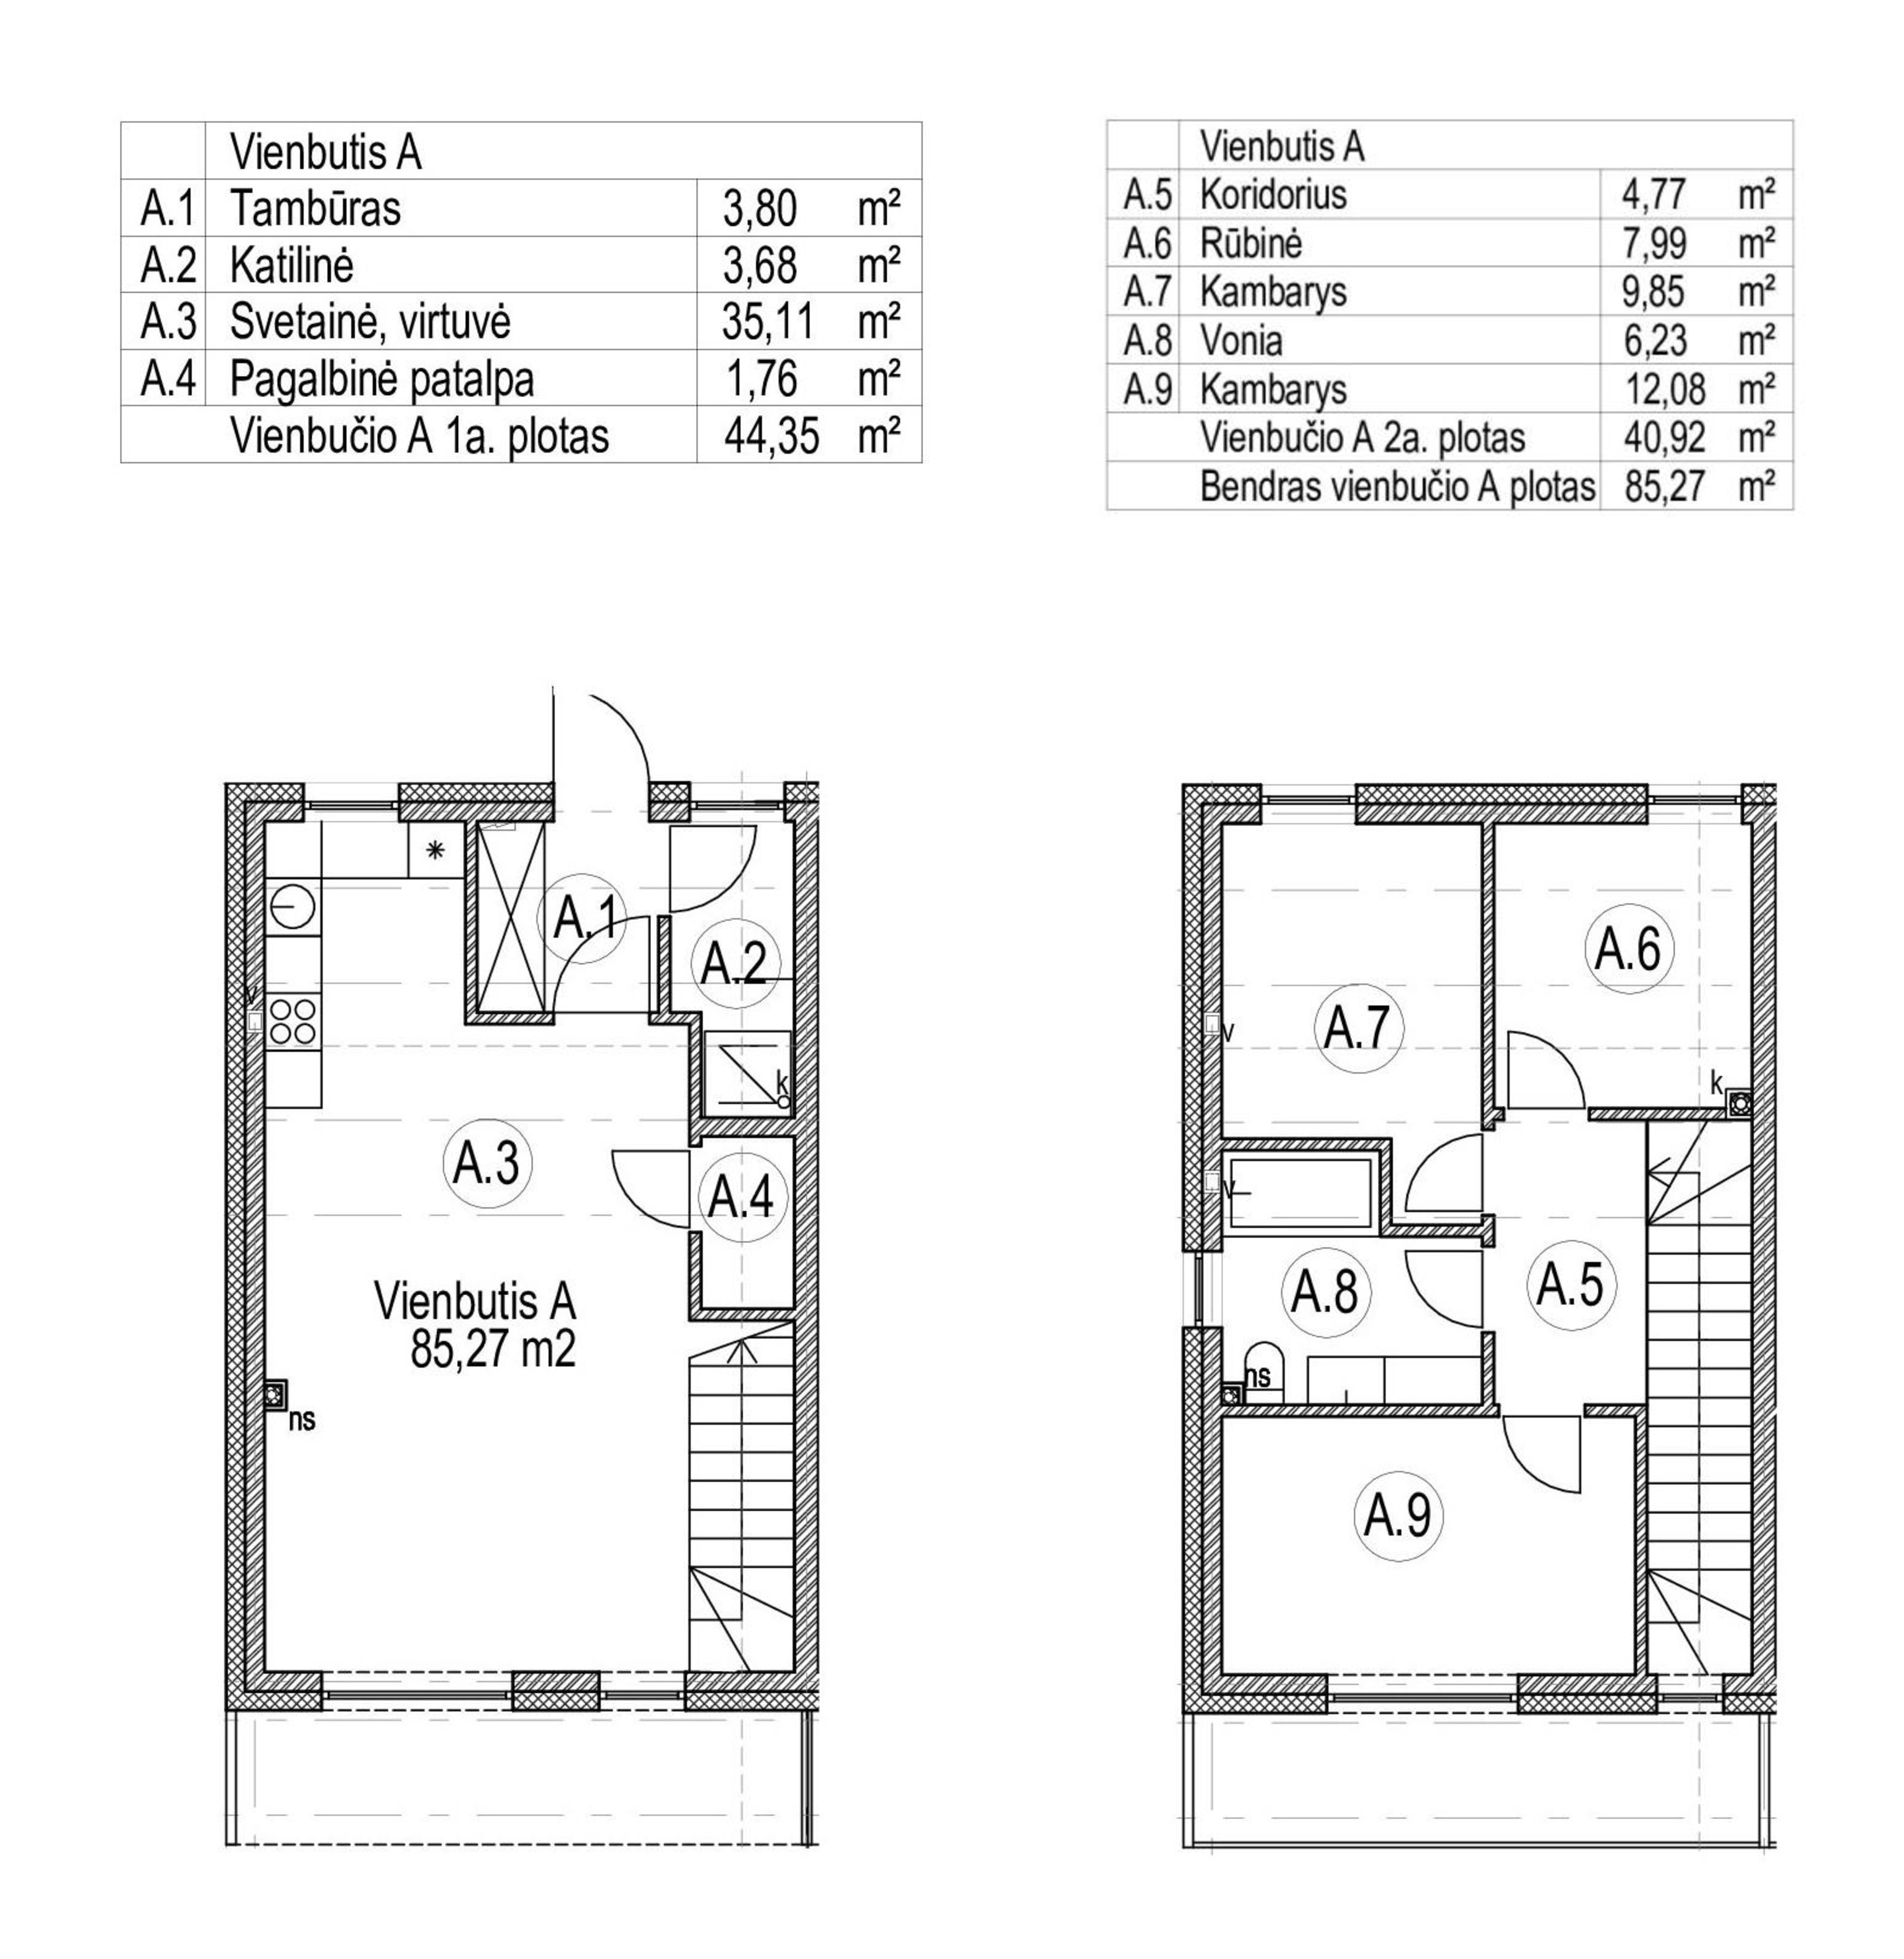 Vienbutis A
A.1 Tambūras 3,80 m²
A.2 Katilinė 3,68 m²
A.3 Svetainė, virtuvė 35,11 m²
A.4 Pagalbinė patalpa 1,76 m²
Vienbučio A 1a. plotas 44,35 m²
Vienbutis A
A.5 Koridorius 4,77 m²
A.6 Rūbinė 7,99 m²
A.7 Kambarys 9,85 m²
A.8 Vonia 6,23 m²
A.9 Kambarys 12,08 m²
Vienbučio A 2a. plotas 40,92 m²
Bendras vienbučio A plotas 85,27 m²
A.1
A.2
v
k
A.3
A.4
Vienbutis A
85,27 m2
ns
A.6
A.7
v
k
v
A.8
A.5
ns
A.9